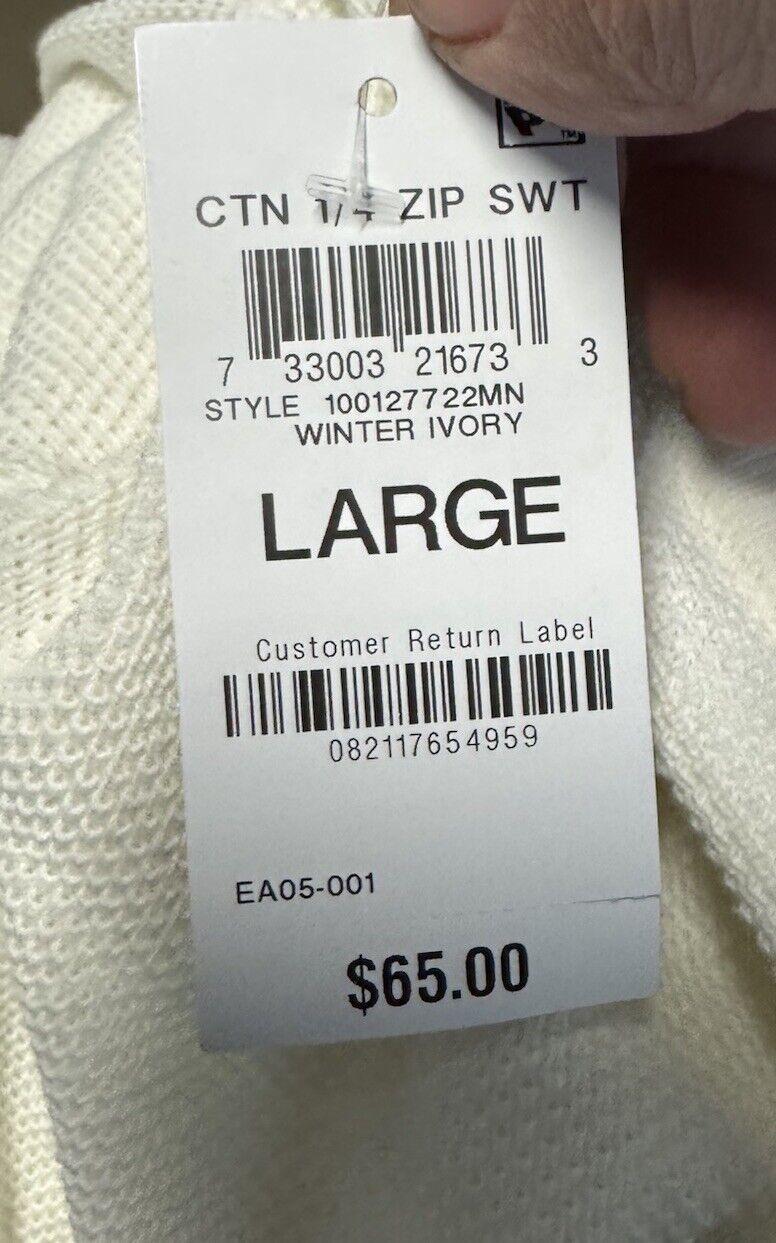 TM
CTN 1/4 ZIP SWT
7 33003 21673 3
STYLE 100127722MN
WINTER IVORY
LARGE
Customer Return Label
082117654959
EA05-001
$65.00